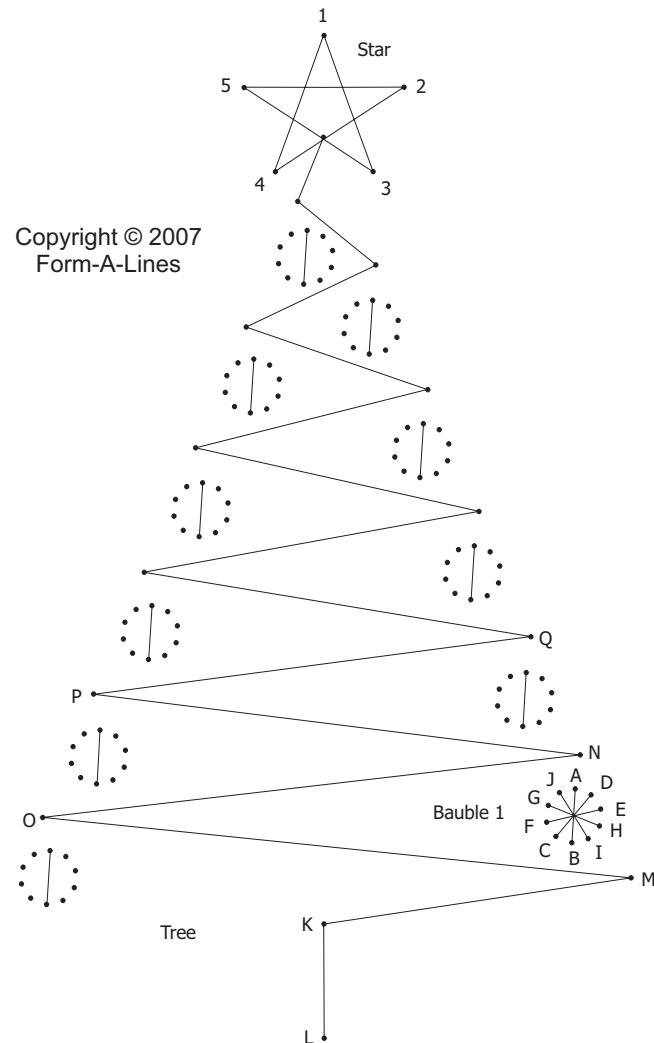 1
Star
5
2
4
3
Copyright © 2007
Form-A-Lines
Q
P
N
J A D
G E
Bauble 1
F H
O
C B I
M
K
Tree
L